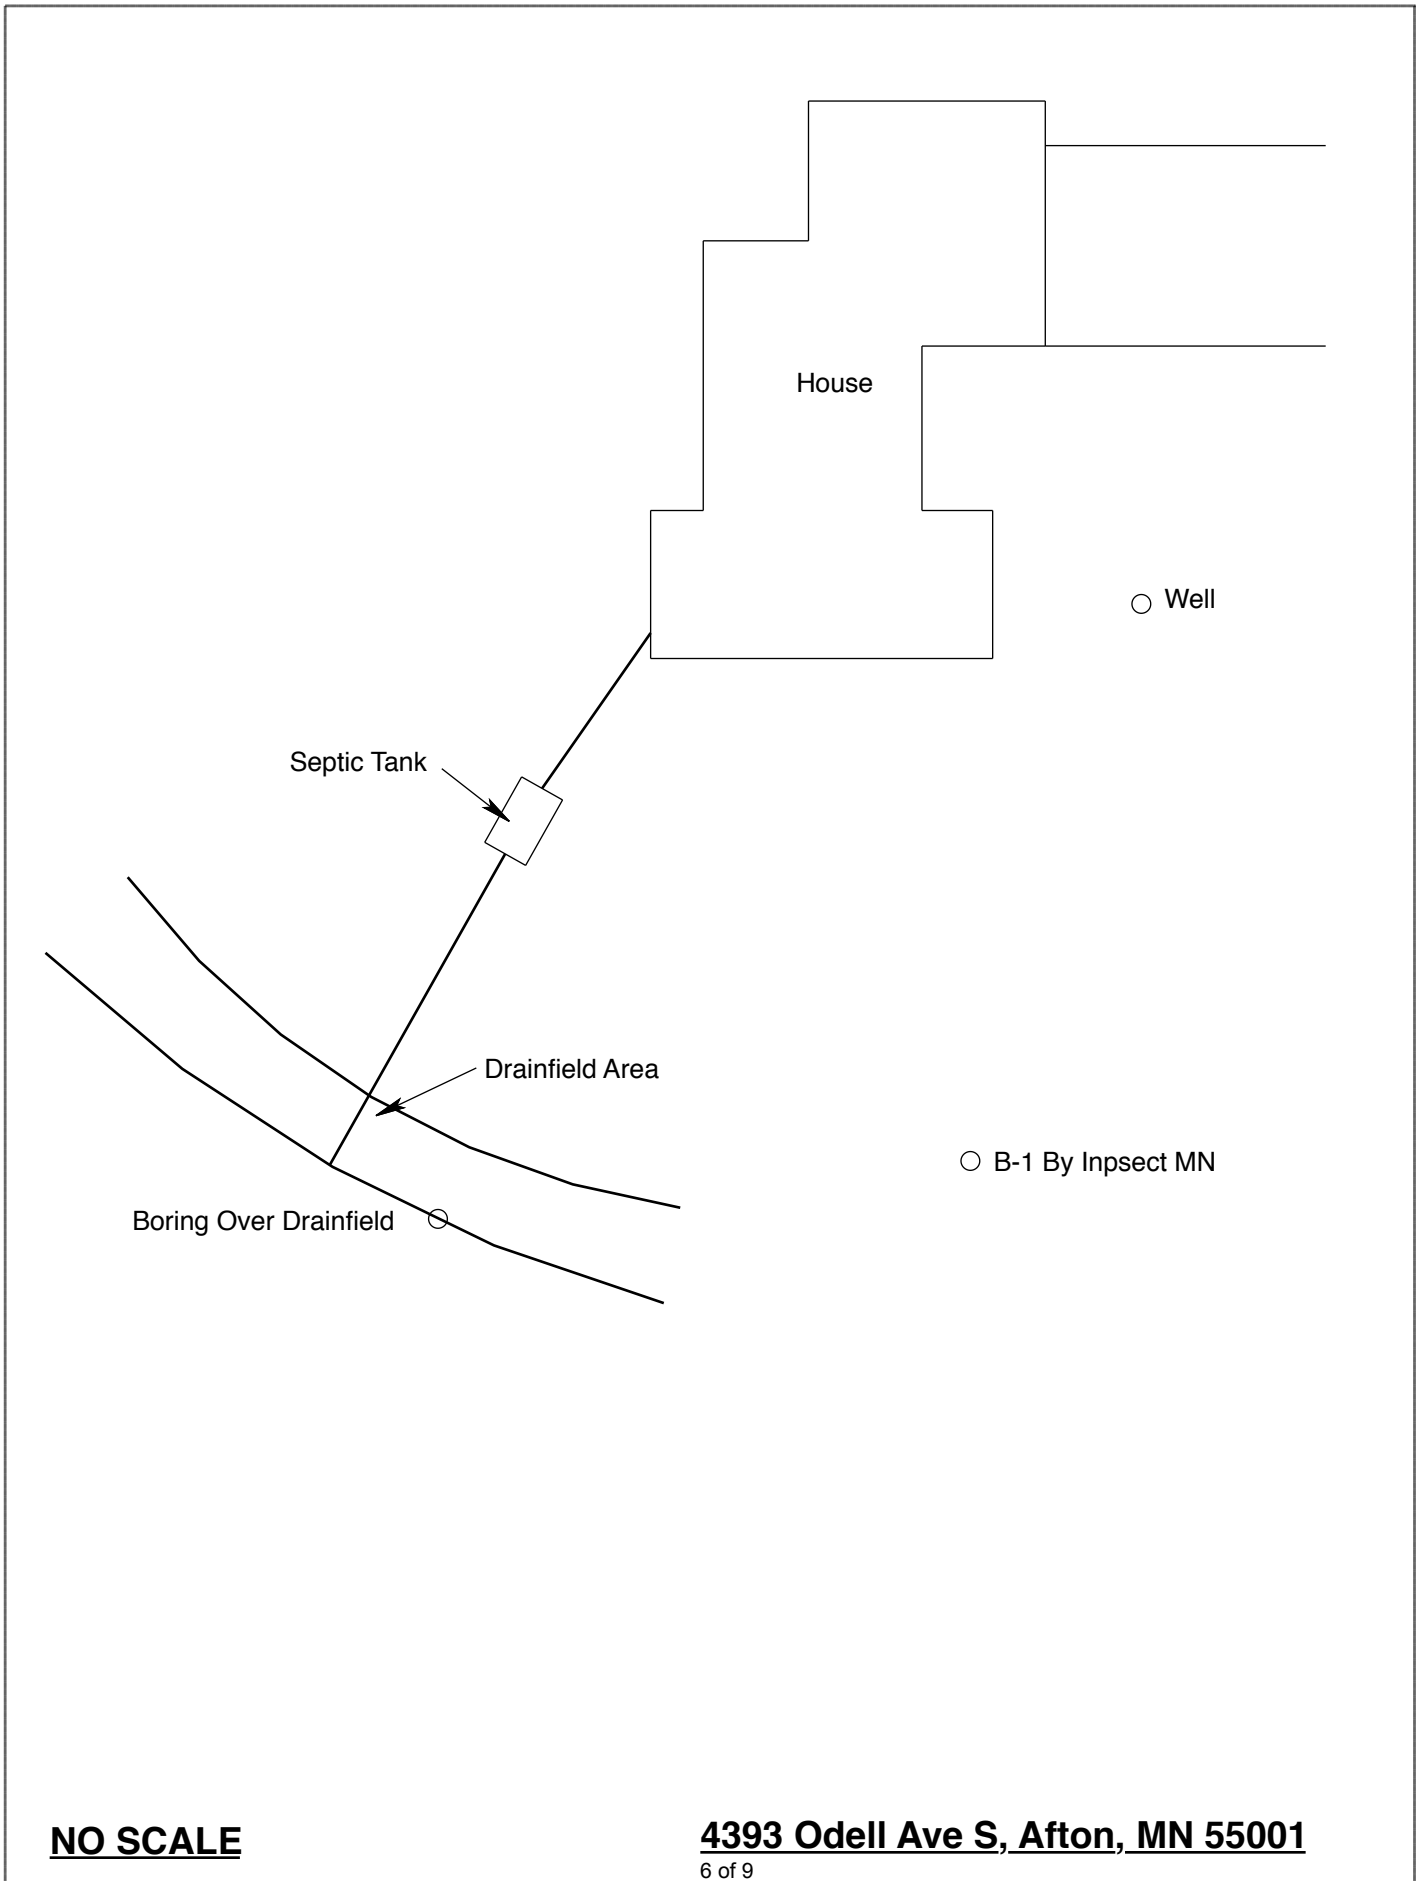 House
Well
Septic Tank
Drainfield Area
B-1 By Inpsect MN
Boring Over Drainfield
NO SCALE
4393 Odell Ave S, Afton, MN 55001
6 of 9